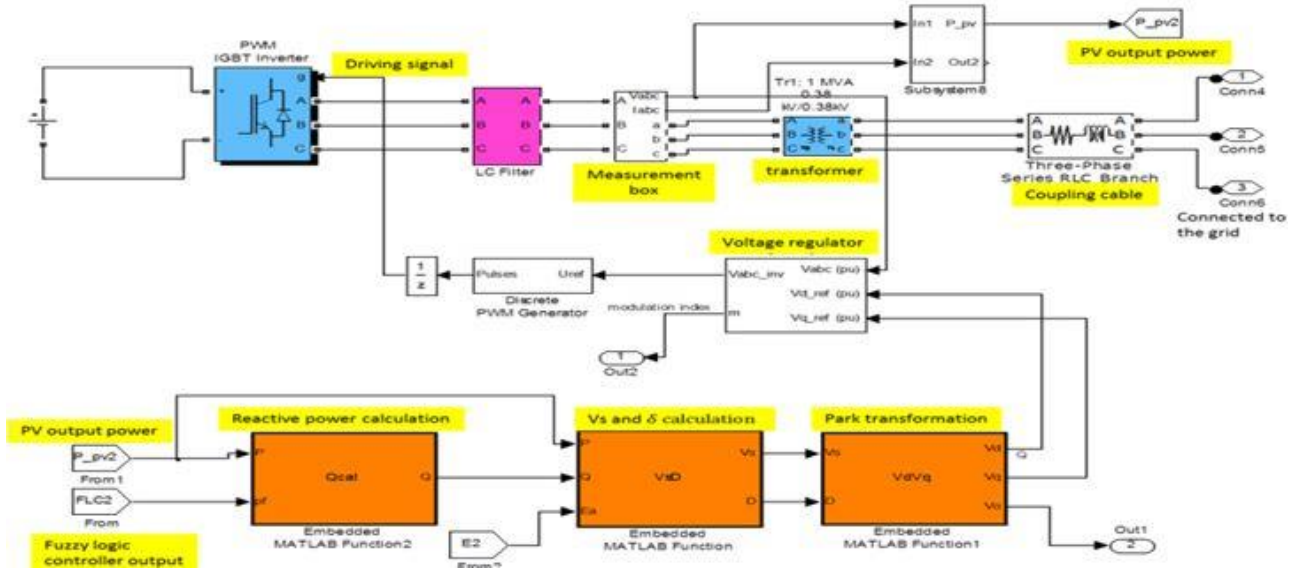 PWM
IGBT Inverter
g
+
-
A
B
C
Driving signal
A
B
C
A
B
C
LC Filter
A
B
C
Vabc
Iabc
a
b
c
Measurement
box
Tr1: 1 MVA
0.38
kV/0.38kV
A
B
C
a
b
c
transformer
In1
In2
P_pv
Out2
Subsystem8
P_pv2
PV output power
A
B
C
A
B
C
Three-Phase
Series RLC Branch
Coupling cable
1
Conn4
2
Conn5
3
Conn6
Connected to
the grid
Voltage regulator
Vabc_inv
m
Vabc (pu)
Vd_ref (pu)
Vq_ref (pu)
modulation index
1
Out2
1
z
Pulses
Uref
Discrete
PWM Generator
PV output power
P_pv2
From1
FLC2
From
Fuzzy logic
controller output
Reactive power calculation
P
pf
Qcal
Q
Embedded
MATLAB Function2
E2
From2
Vs and δ calculation
P
Q
Ea
VsD
Vs
D
Embedded
MATLAB Function
Park transformation
Vs
D
VdVq
Vd
Vq
Vo
Q
Embedded
MATLAB Function1
Out1
2